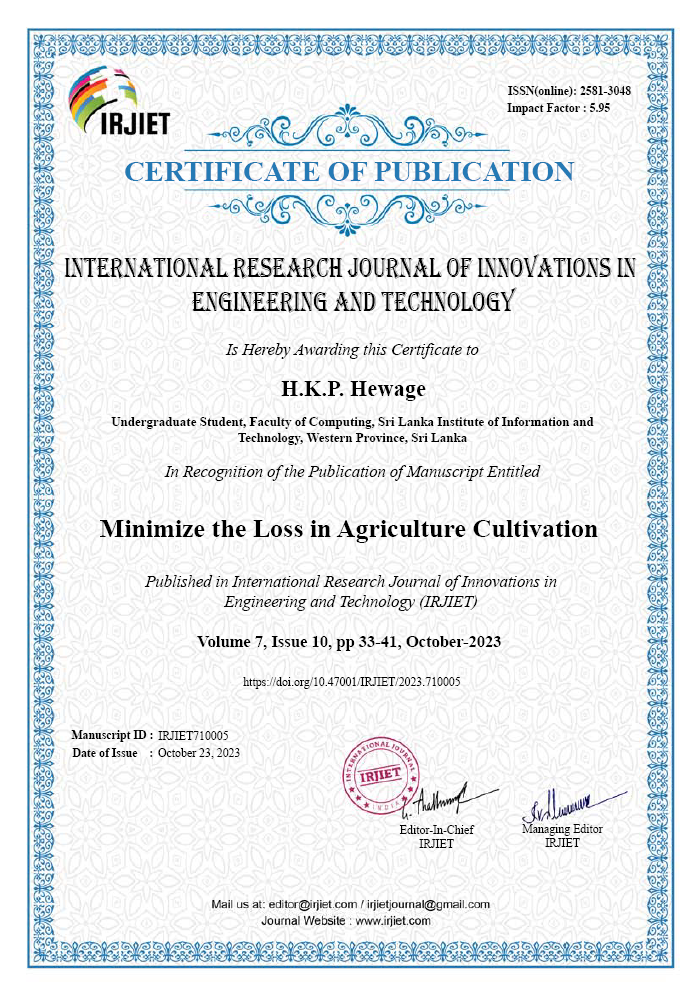 IRJIET
ISSN(online): 2581-3048
Impact Factor : 5.95
CERTIFICATE OF PUBLICATION
INTERNATIONAL RESEARCH JOURNAL OF INNOVATIONS IN
ENGINEERING AND TECHNOLOGY
Is Hereby Awarding this Certificate to
H.K.P. Hewage
Undergraduate Student, Faculty of Computing, Sri Lanka Institute of Information and
Technology, Western Province, Sri Lanka
In Recognition of the Publication of Manuscript Entitled
Minimize the Loss in Agriculture Cultivation
Published in International Research Journal of Innovations in
Engineering and Technology (IRJIET)
Volume 7, Issue 10, pp 33-41, October-2023
https://doi.org/10.47001/IRJIET/2023.710005
Manuscript ID : IRJIET710005
Date of Issue : October 23, 2023
INTERNATIONAL JOURNAL
IRJIET
INDIA
Editor-In-Chief
IRJIET
Managing Editor
IRJIET
Mail us at: editor@irjiet.com / irjietjournal@gmail.com
Journal Website : www.irjiet.com